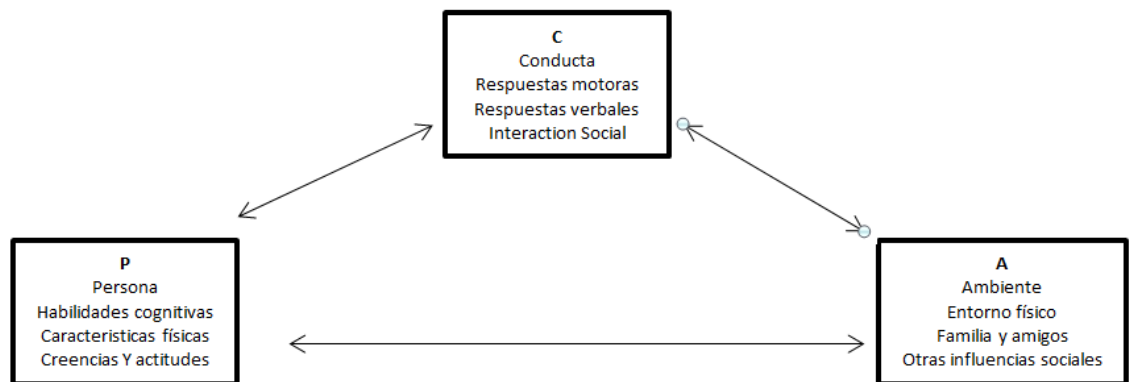 C
Conducta
Respuestas motoras
Respuestas verbales
Interaction Social
P
Persona
Habilidades cognitivas
Caracteristicas físicas
Creencias Y actitudes
A
Ambiente
Entorno físico
Familia y amigos
Otras influencias sociales